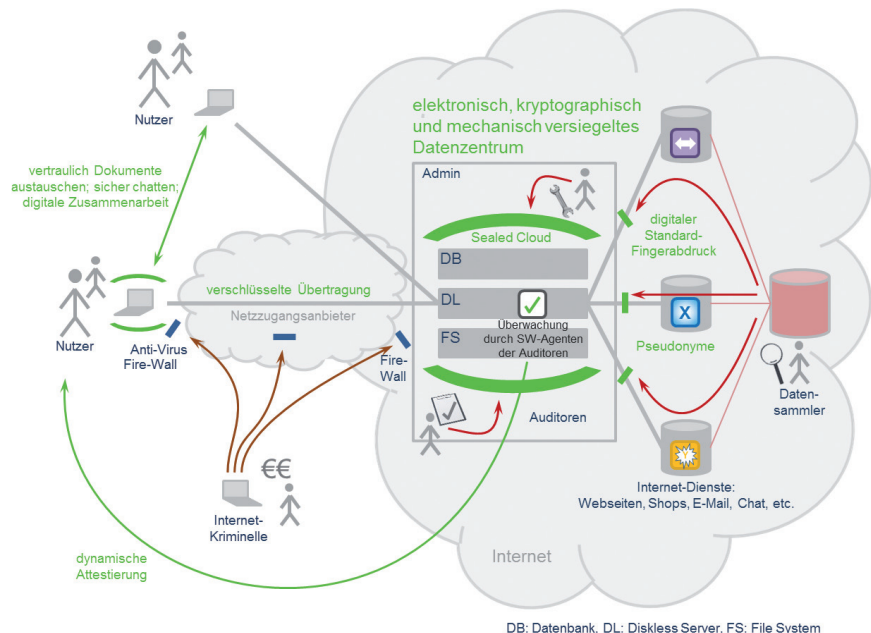 Nutzer
elektronisch, kryptographisch
und mechanisch versiegeltes
Datenzentrum
vertraulich Dokumente
austauschen; sicher chatten;
digitale Zusammenarbeit
Admin
Sealed Cloud
digitaler
Standard-
Fingerabdruck
DB
verschlüsselte Übertragung
DL
Netzzugangsanbieter
X
Überwachung
durch SW-Agenten
der Auditoren
FS
Pseudonyme
Nutzer
Anti-Virus
Fire-Wall
Fire-
Wall
Daten-
sammler
Auditoren
€€
Internet-Dienste:
Webseiten, Shops, E-Mail, Chat, etc.
Internet-
Kriminelle
dynamische
Attestierung
Internet
DB: Datenbank, DL: Diskless Server, FS: File System